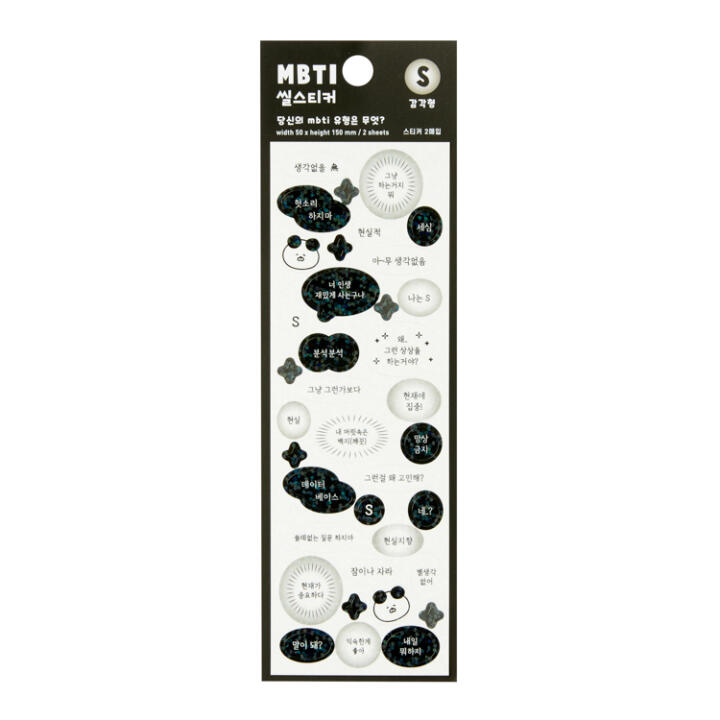 MBTI
씰스티커
S
감각형
당신의 mbti 유형은 무엇?
width 50 x height 150 mm / 2 sheets
스티커 2매입
생각없을 無
그냥
하는거지
뭐
헛소리
하지마
세심
현실적
아~무 생각없음
너 인생
재밌게 사는구나
나는 S
S
분석분석
왜..
그런 상상을
하는거야?
그냥 그런가보다
현재에
집중!
현실
내 머릿속은
백지(깨끗)
망상
금지
그런걸 왜 고민해?
데이터
베이스
S
네.?
쓸데없는 질문 하지마
현실지향
잠이나 자라
별생각
없어
현재가
중요하다
말이 돼?
익숙한게
좋아
내일
뭐하지